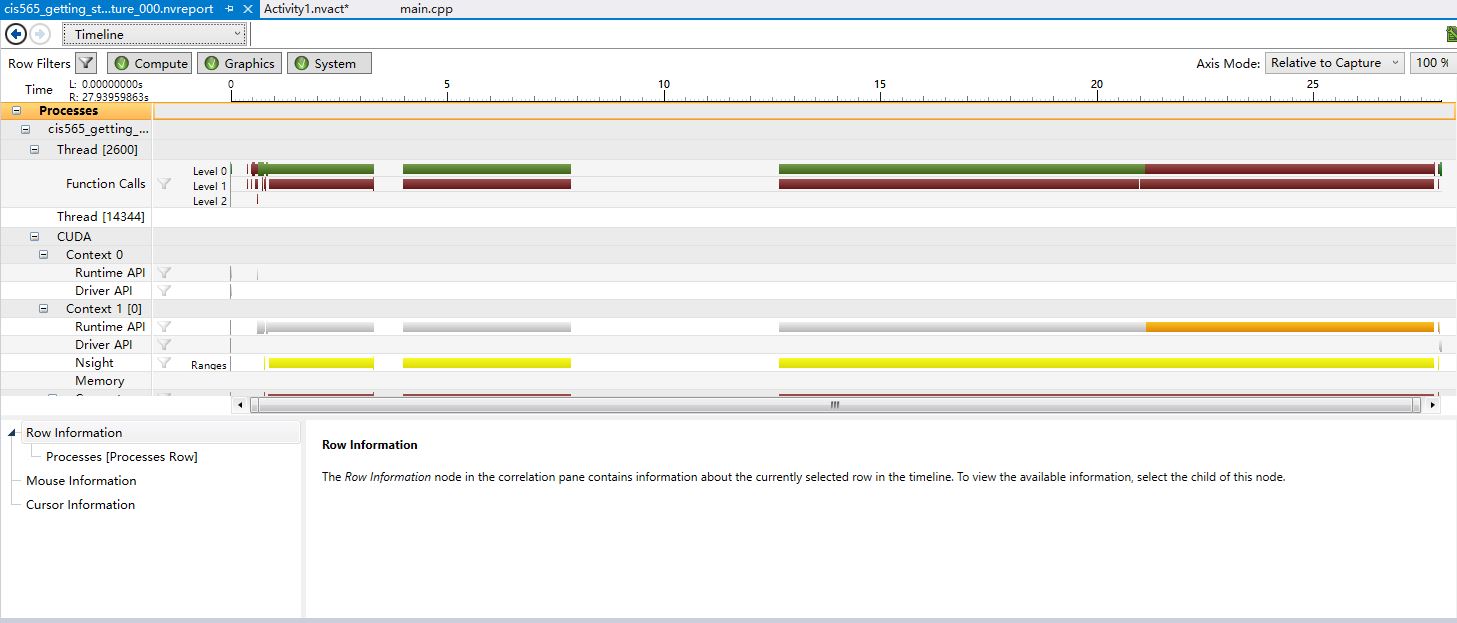 cis565_getting_st...ture_000.nvreport Activity1.nvact* main.cpp
Timeline
Row Filters Compute Graphics System Axis Mode: Relative to Capture 100 %
Time L: 0.00000000s 0 5 10 15 20 25
R: 27.93959863s
Processes
cis565_getting_...
Thread [2600]
Level 0
Function Calls Level 1
Level 2
Thread [14344]
CUDA
Context 0
Runtime API
Driver API
Context 1 [0]
Runtime API
Driver API
Nsight Ranges
Memory
Row Information
Processes [Processes Row]
Mouse Information
Cursor Information
Row Information
The Row Information node in the correlation pane contains information about the currently selected row in the timeline. To view the available information, select the child of this node.